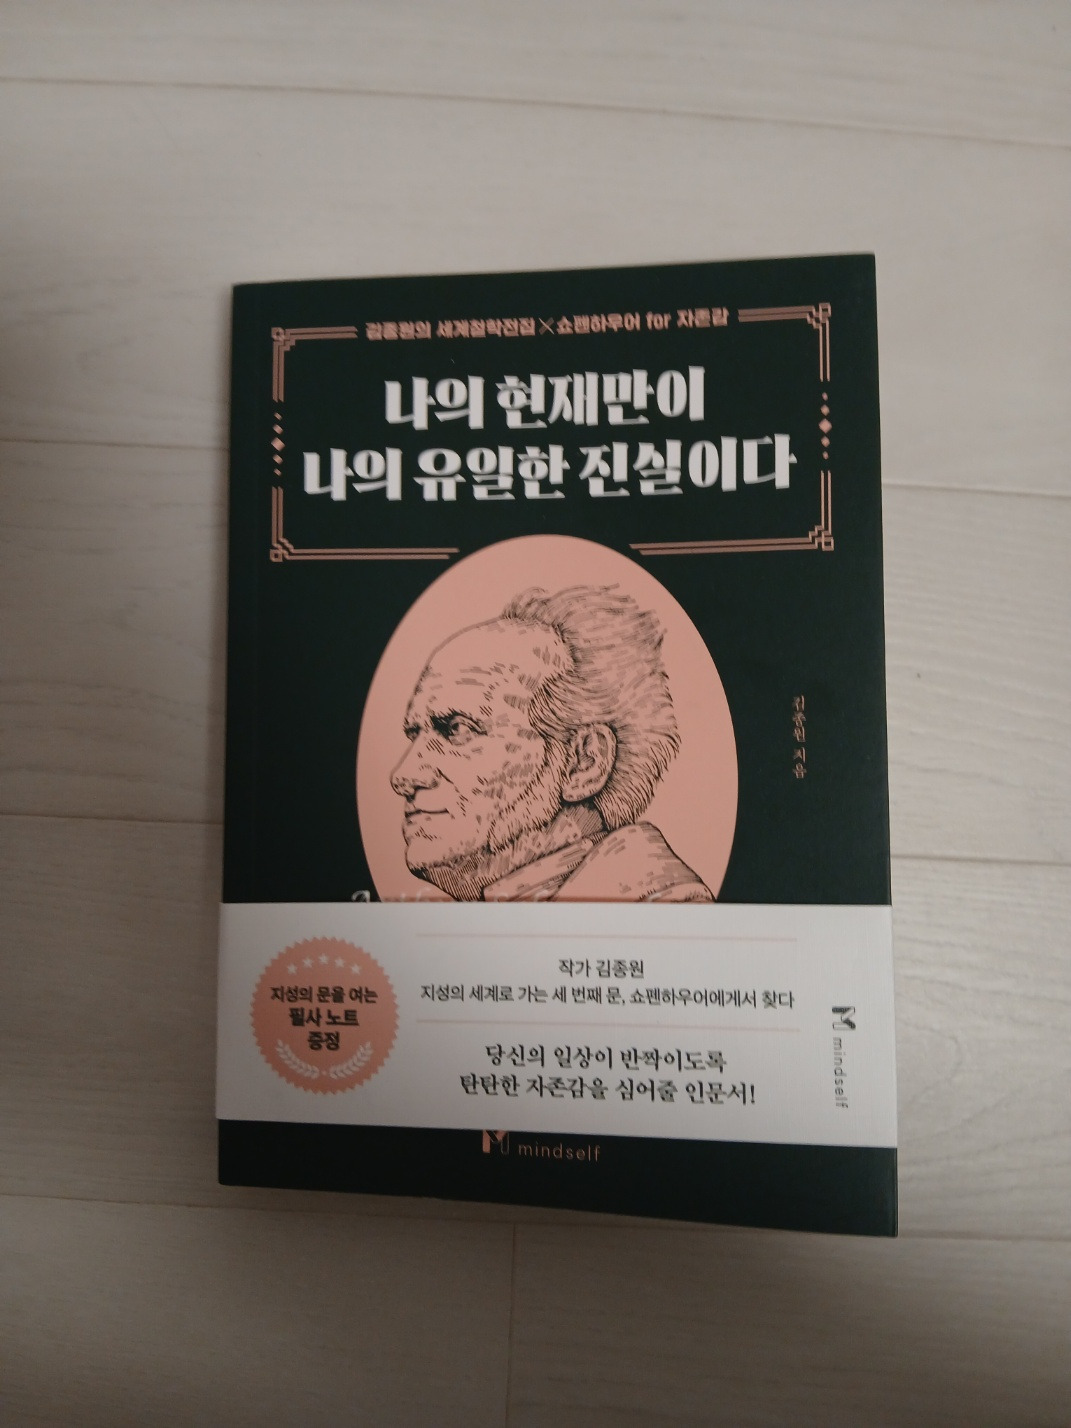 김종원의 세계철학전집 × 쇼펜하우어 for 자존감
나의 현재만이
나의 유일한 진실이다
김종원 지음
지성의 문을 여는
필사 노트
증정
작가 김종원
지성의 세계로 가는 세 번째 문, 쇼펜하우어에게서 찾다
당신의 일상이 반짝이도록
탄탄한 자존감을 심어줄 인문서!
M mindself
M mindself